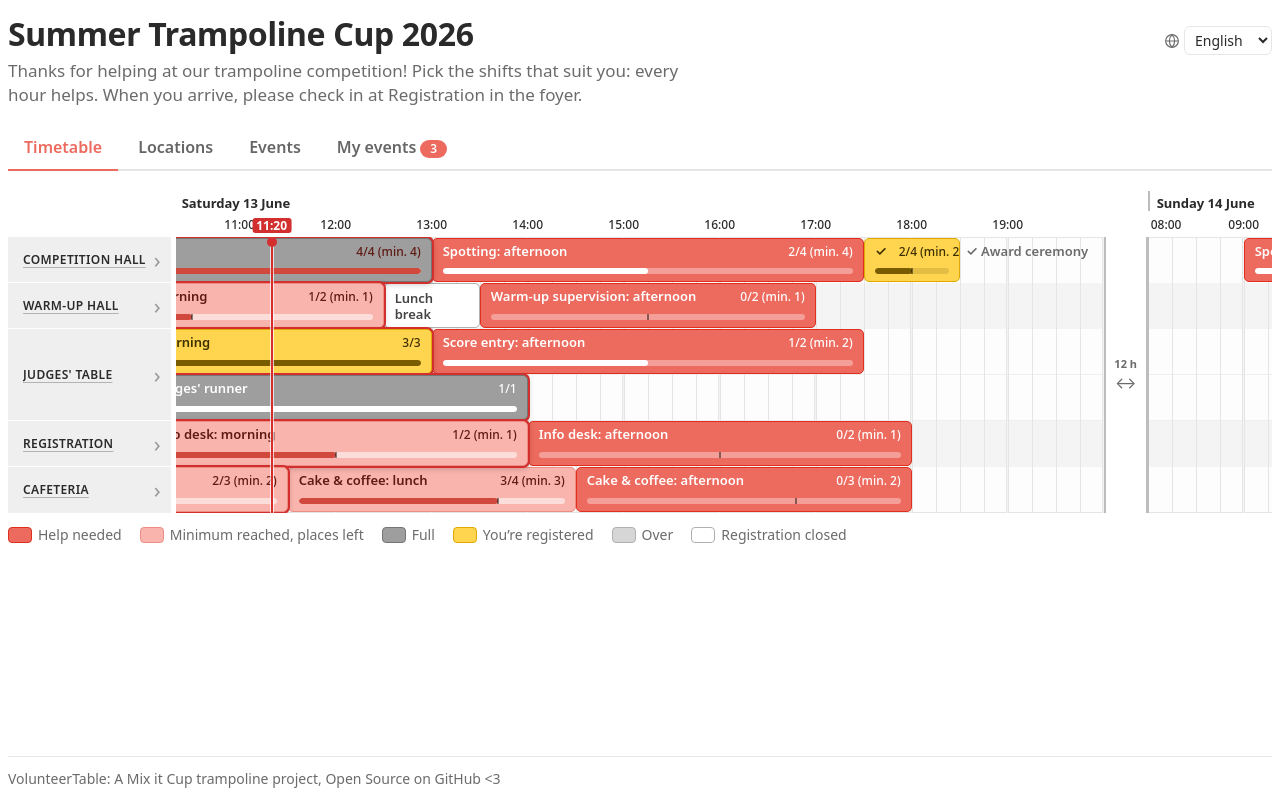 Summer Trampoline Cup 2026
English
Thanks for helping at our trampoline competition! Pick the shifts that suit you: every
hour helps. When you arrive, please check in at Registration in the foyer.
Timetable Locations Events My events 3
Saturday 13 June Sunday 14 June
11:00 11:20 12:00 13:00 14:00 15:00 16:00 17:00 18:00 19:00 08:00 09:00
COMPETITION HALL 4/4 (min. 4) Spotting: afternoon 2/4 (min. 4) ✓ 2/4 (min. 2 ✓ Award ceremony Spo
WARM-UP HALL rning 1/2 (min. 1) Lunch break Warm-up supervision: afternoon 0/2 (min. 1)
JUDGES' TABLE rning 3/3 Score entry: afternoon 1/2 (min. 2)
ges' runner 1/1
12 h
REGISTRATION o desk: morning 1/2 (min. 1) Info desk: afternoon 0/2 (min. 1)
CAFETERIA 2/3 (min. 2) Cake & coffee: lunch 3/4 (min. 3) Cake & coffee: afternoon 0/3 (min. 2)
Help needed Minimum reached, places left Full You're registered Over Registration closed
VolunteerTable: A Mix it Cup trampoline project, Open Source on GitHub <3